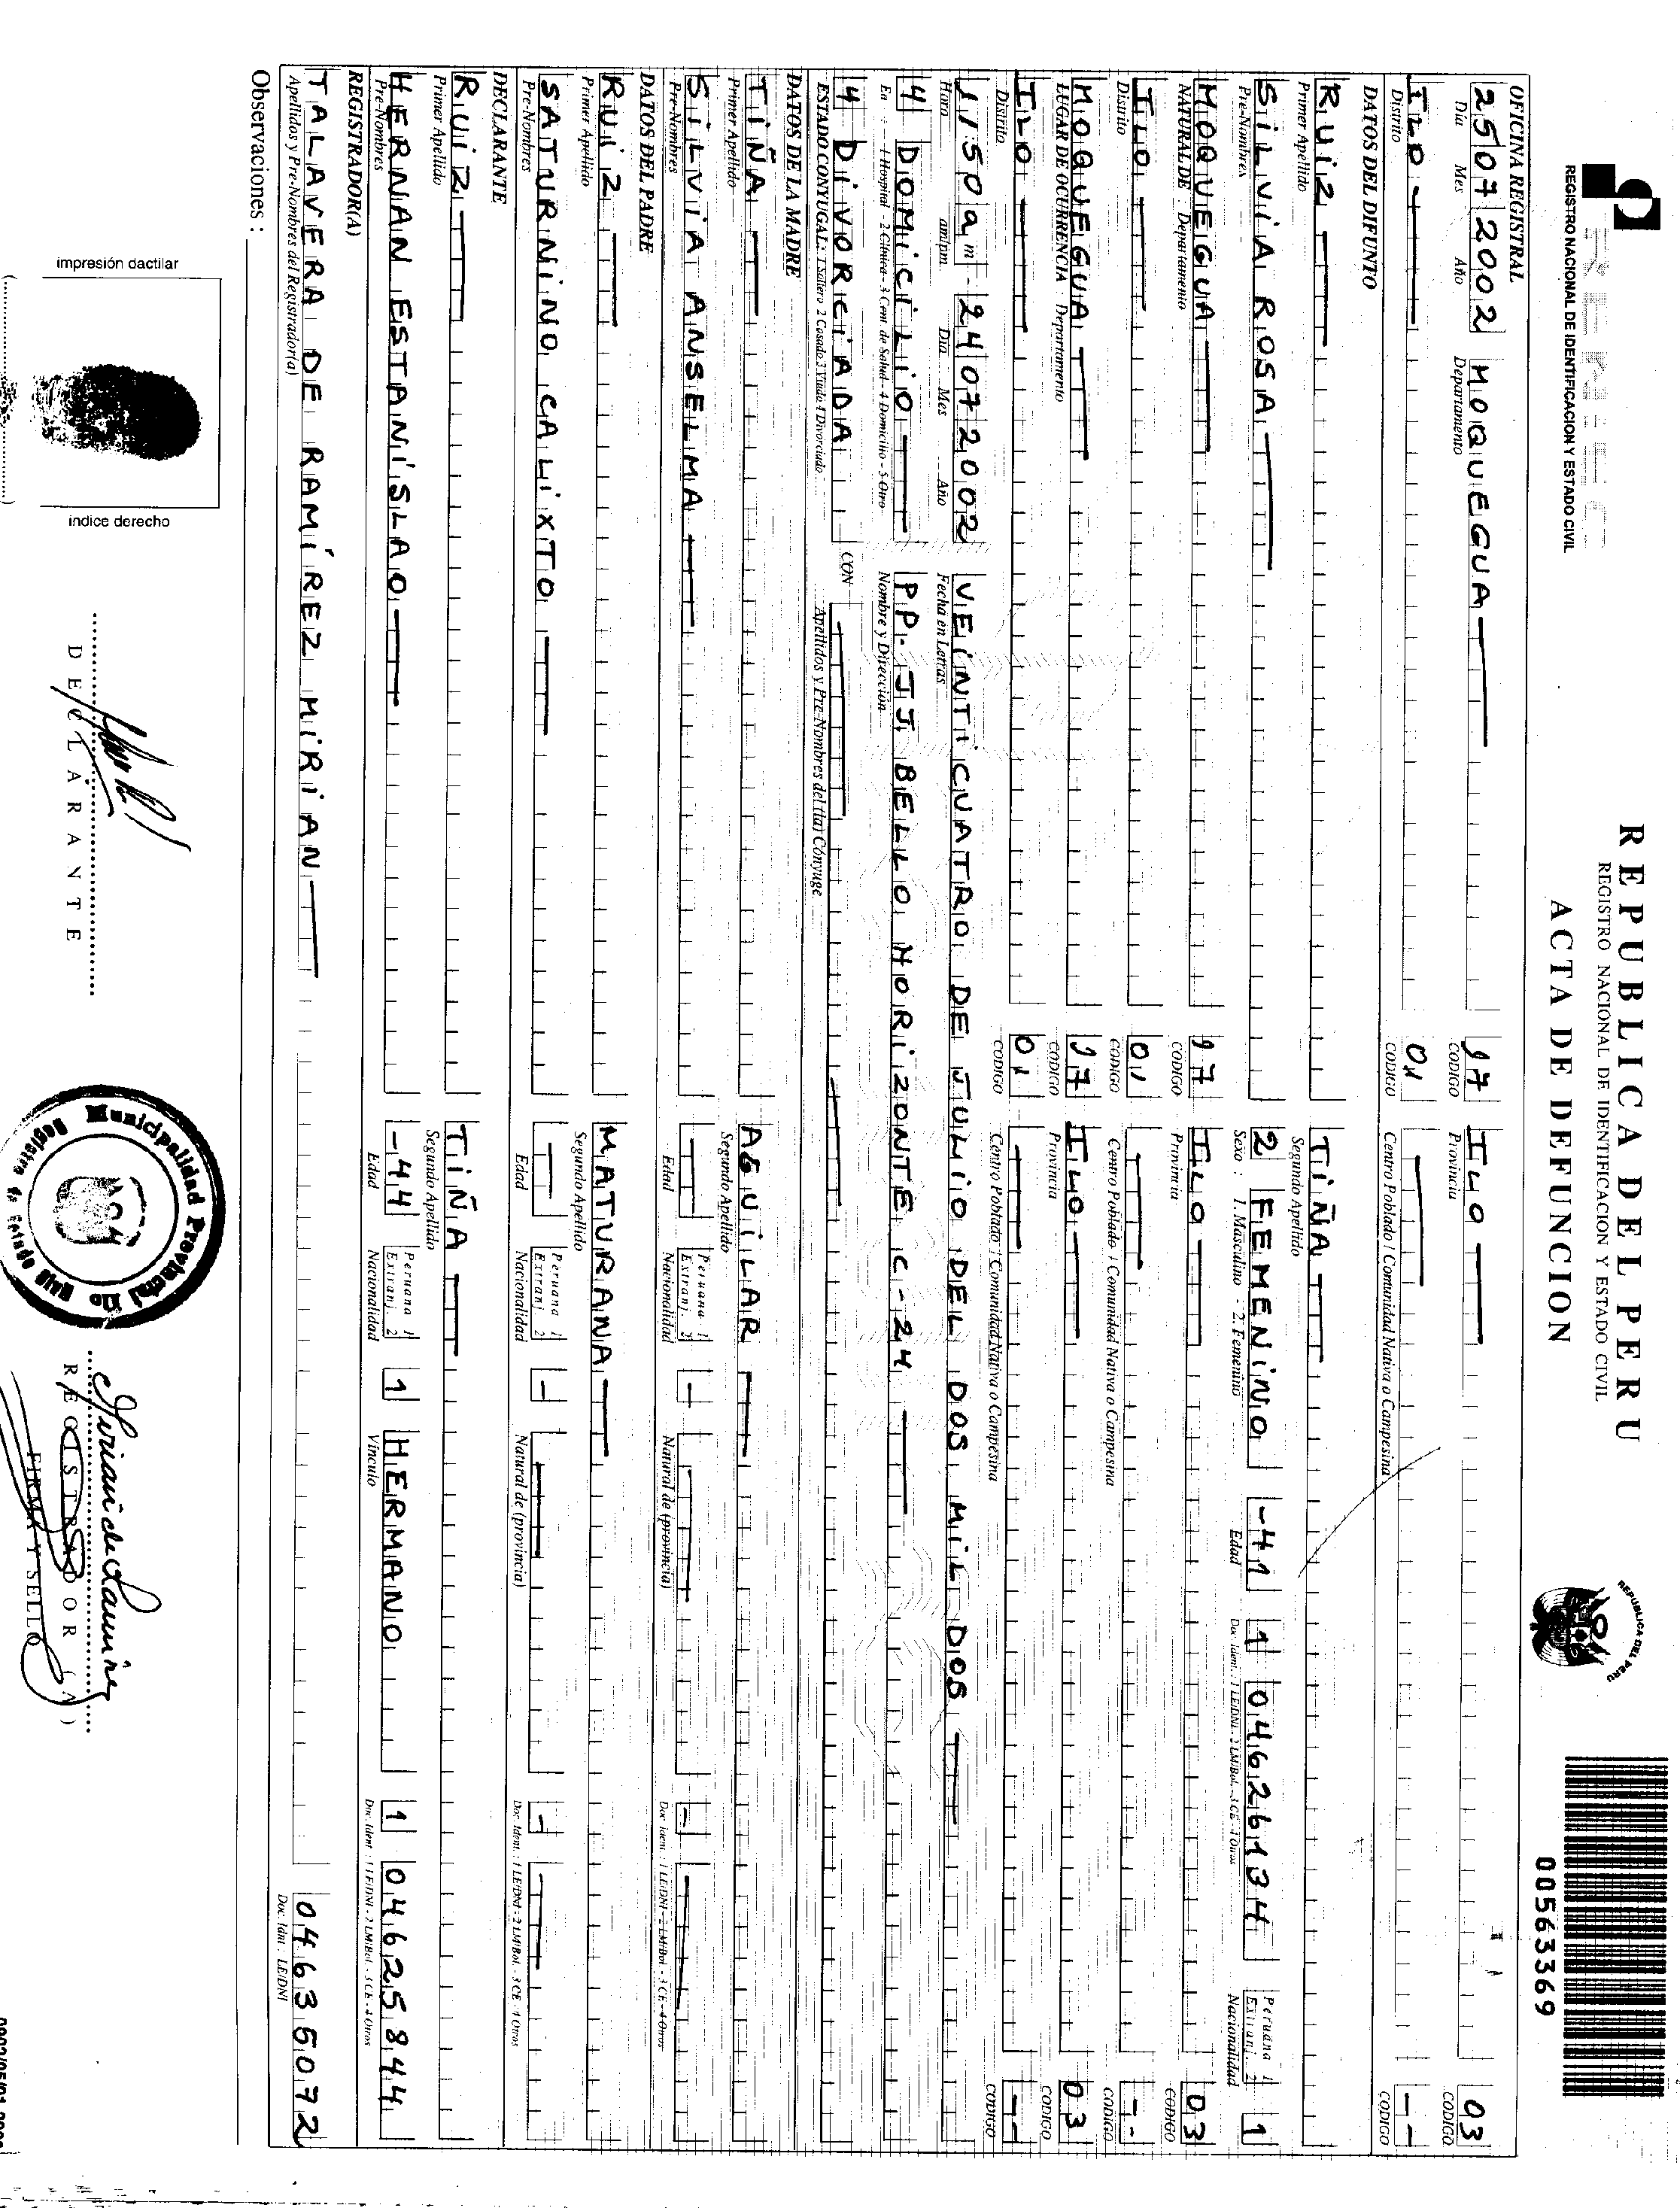 REPUBLICA DEL PERU
REGISTRO NACIONAL DE IDENTIFICACION Y ESTADO CIVIL
ACTA DE DEFUNCION
RENIEC
REGISTRO NACIONAL DE IDENTIFICACION Y ESTADO CIVIL
REPUBLICA DEL PERU
00563369
OFICINA REGISTRAL
25 07 2002 MOQUEGUA 17 ILO 03
Día Mes Año Departamento CODIGO Provincia CODIGO
ILO 01 --
Distrito CODIGO Centro Poblado / Comunidad Nativa o Campesina CODIGO
DATOS DEL DIFUNTO
RUIZ TIÑA
Primer Apellido Segundo Apellido
SILVIA ROSA 2 FEMENINO -41 1 04626134 Peruana 1 Extranj. 2 1
Pre-Nombres Sexo : 1. Masculino - 2. Femenino Edad Doc. Ident. 1 LE/DNI - 2 LM/Bol. - 3 CE - 4 Otros Nacionalidad
MOQUEGUA 17 ILO 03
NATURAL DE : Departamento CODIGO Provincia CODIGO
ILO 01 --
Distrito CODIGO Centro Poblado / Comunidad Nativa o Campesina CODIGO
MOQUEGUA 17 ILO 03
LUGAR DE OCURRENCIA : Departamento CODIGO Provincia CODIGO
ILO 01 --
Distrito CODIGO Centro Poblado / Comunidad Nativa o Campesina CODIGO
11 50 am 24 07 2002 VEINTICUATRO DE JULIO DEL DOS MIL DOS
Hora am/pm Día Mes Año Fecha en Letras
4 DOMICILIO PP. JJ BELLO HORIZONTE C-24
En 1 Hospital - 2 Clínica - 3 Cent. de Salud - 4 Domicilio - 5 Otro Nombre y Dirección
4 DIVORCIADA CON
ESTADO CONYUGAL: 1 Soltero 2 Casado 3 Viudo 4 Divorciado Apellidos y Pre-Nombres del (la) Cónyuge
DATOS DE LA MADRE
TIÑA AGUILAR
Primer Apellido Segundo Apellido
SILVIA ANSELMA - Peruana 1 Extranj. 2 - -
Pre-Nombres Edad Nacionalidad Natural de (provincia) Doc. Ident. : 1 LE/DNI - 2 LM/Bol. - 3 CE - 4 Otros
DATOS DEL PADRE
RUIZ MATURANA
Primer Apellido Segundo Apellido
SATURNINO CALIXTO - Peruana 1 Extranj. 2 - -
Pre-Nombres Edad Nacionalidad Natural de (provincia) Doc. Ident. : 1 LE/DNI - 2 LM/Bol. - 3 CE - 4 Otros
DECLARANTE
RUIZ TIÑA
Primer Apellido Segundo Apellido
HERNAN ESTANISLAO -44 Peruana 1 Extranj. 2 1 HERMANO 1 04625844
Pre-Nombres Edad Nacionalidad Vínculo Doc. Ident. : 1 LE/DNI - 2 LM/Bol. - 3 CE - 4 Otros
REGISTRADOR(A)
TALAVERA DE RAMÍREZ MIRIAN 04635072
Apellidos y Pre-Nombres del Registrador(a) Doc. Idnt : LE/DNI
Observaciones :
impresión dactilar
índice derecho
DECLARANTE
Municipalidad Provincial Ilo
Registro de Estado Civil
Mirian de Ramirez
REGISTRADOR (A)
FIRMA Y SELLO